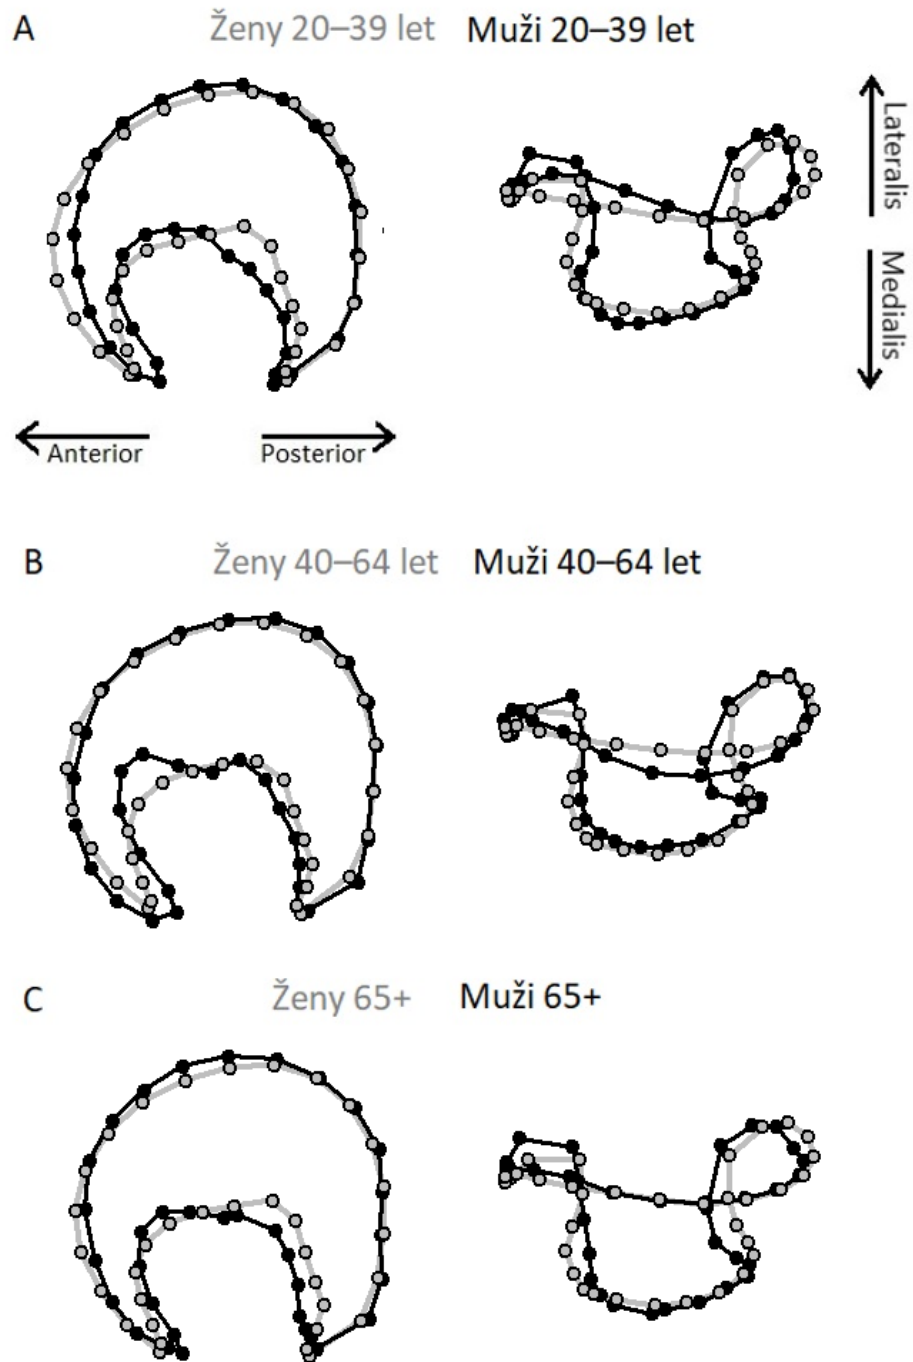 A Ženy 20–39 let Muži 20–39 let
Lateralis
Medialis
Anterior Posterior
B Ženy 40–64 let Muži 40–64 let
C Ženy 65+ Muži 65+